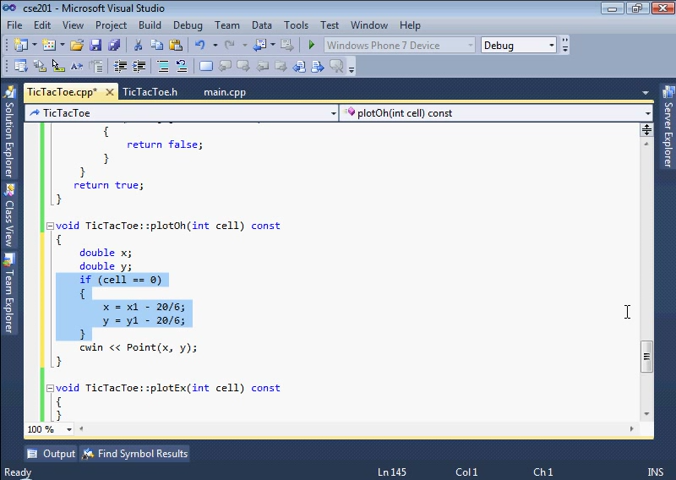 cse201 - Microsoft Visual Studio
File Edit View Project Build Debug Team Data Tools Test Window Help
Windows Phone 7 Device Debug
TicTacToe.cpp* TicTacToe.h main.cpp
TicTacToe plotOh(int cell) const
Solution Explorer
Class View
Team Explorer
Server Explorer
{
return false;
}
}
return true;
}
void TicTacToe::plotOh(int cell) const
{
double x;
double y;
if (cell == 0)
{
x = x1 - 20/6;
y = y1 - 20/6;
}
cwin << Point(x, y);
}
void TicTacToe::plotEx(int cell) const
{
}
100 %
Output Find Symbol Results
Ready Ln 145 Col 1 Ch 1 INS